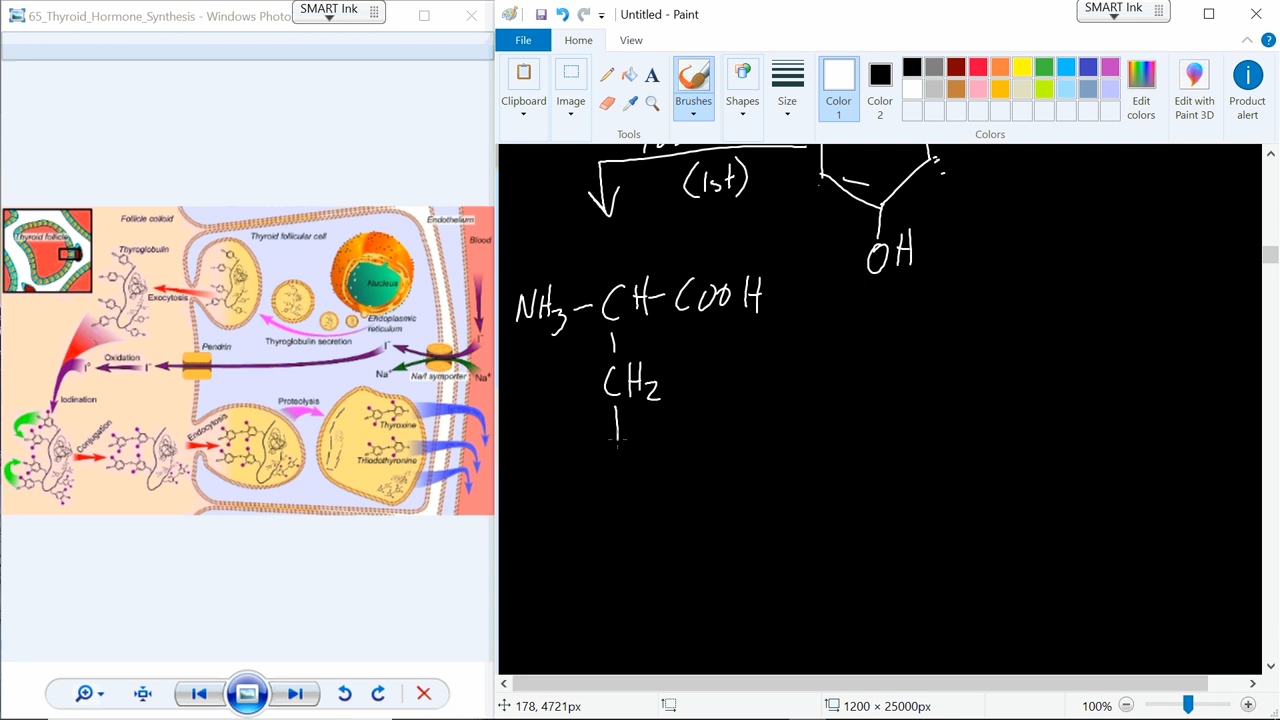 65_Thyroid_Hormone_Synthesis - Windows Photo
SMART Ink
Untitled - Paint
SMART Ink
File
Home
View
Clipboard
Image
Brushes
Shapes
Size
Color
1
Color
2
Edit
colors
Edit with
Paint 3D
Product
alert
Tools
Colors
Thyroid follicle
Follicle colloid
Thyroglobulin
Thyroid follicular cell
Endothelium
Blood
Nucleus
Exocytosis
Endoplasmic
reticulum
Thyroglobulin secretion
Pendrin
I⁻
I⁻
Oxidation
I⁰
I⁻
Na⁺
Na/I symporter
Na⁺
Iodination
Conjugation
Endocytosis
Proteolysis
Thyroxine
Triiodothyronine
(1st)
OH
NH3 - CH - COOH
CH2
178, 4721px
1200 × 25000px
100%